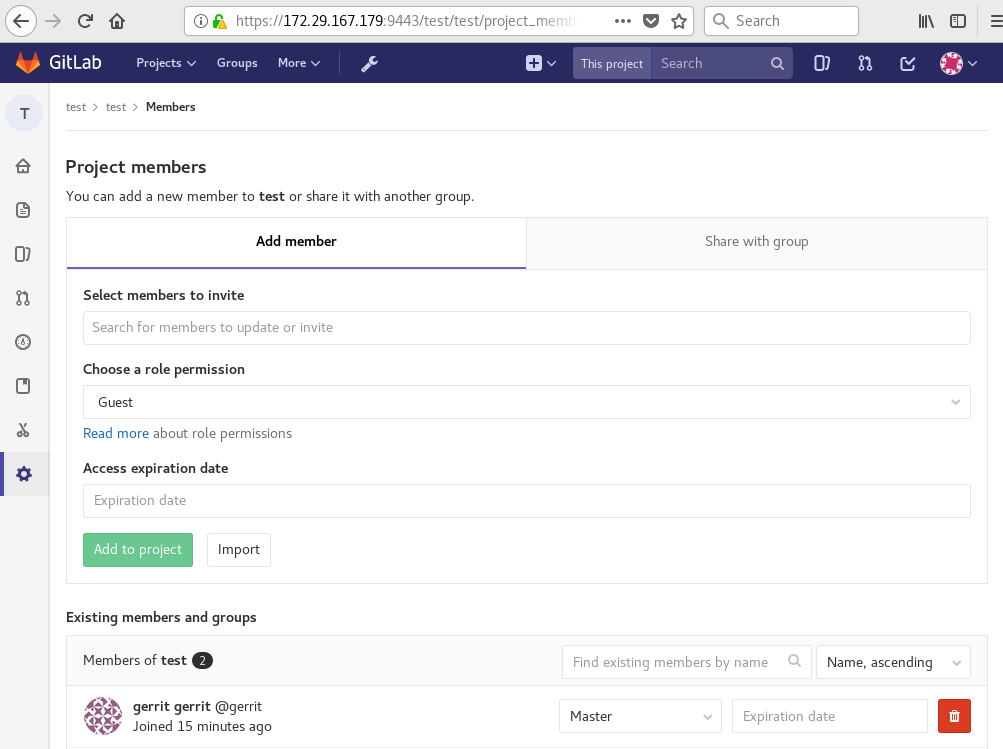 https://172.29.167.179:9443/test/test/project_memb
Search
GitLab
Projects
Groups
More
This project
Search
T
test > test > Members
Project members
You can add a new member to test or share it with another group.
Add member
Share with group
Select members to invite
Search for members to update or invite
Choose a role permission
Guest
Read more about role permissions
Access expiration date
Expiration date
Add to project
Import
Existing members and groups
Members of test 2
Find existing members by name
Name, ascending
gerrit gerrit @gerrit
Joined 15 minutes ago
Master
Expiration date